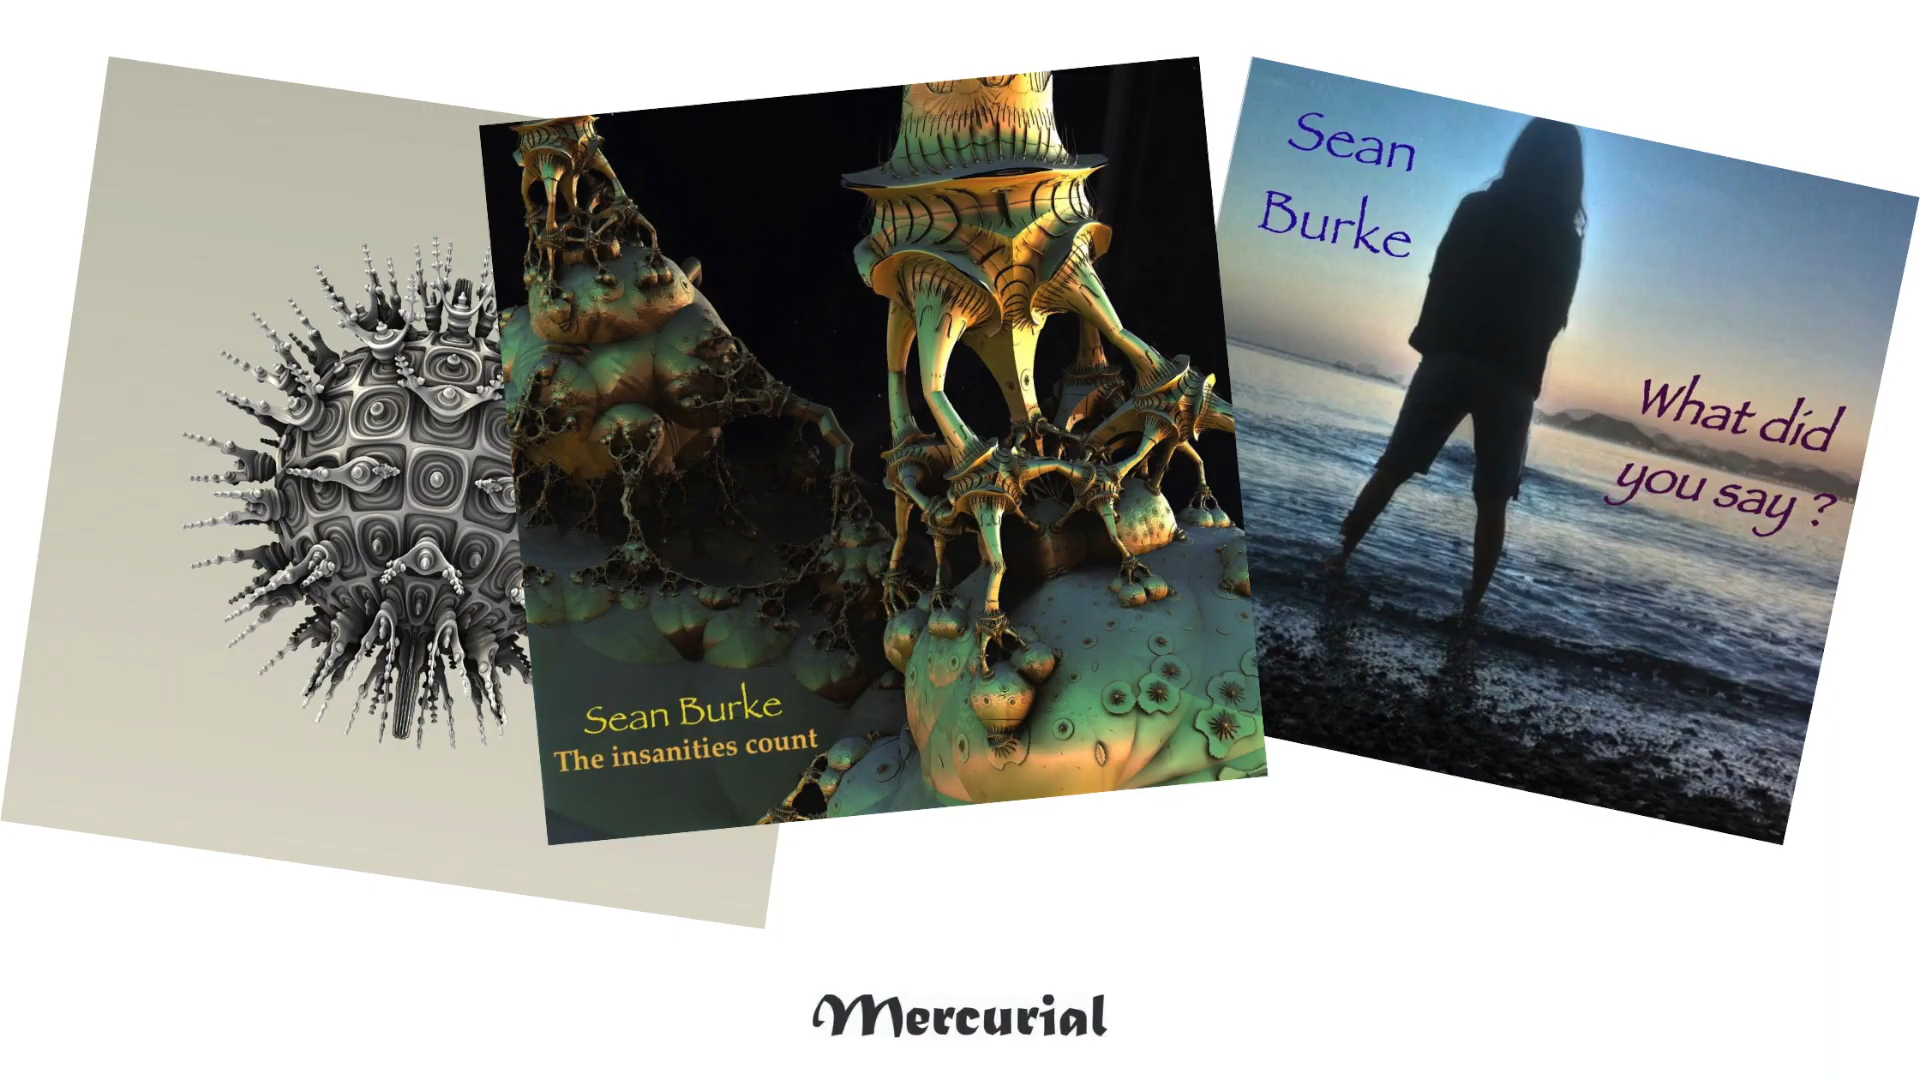 Sean Burke
The insanities count
Sean
Burke
What did
you say ?
Mercurial